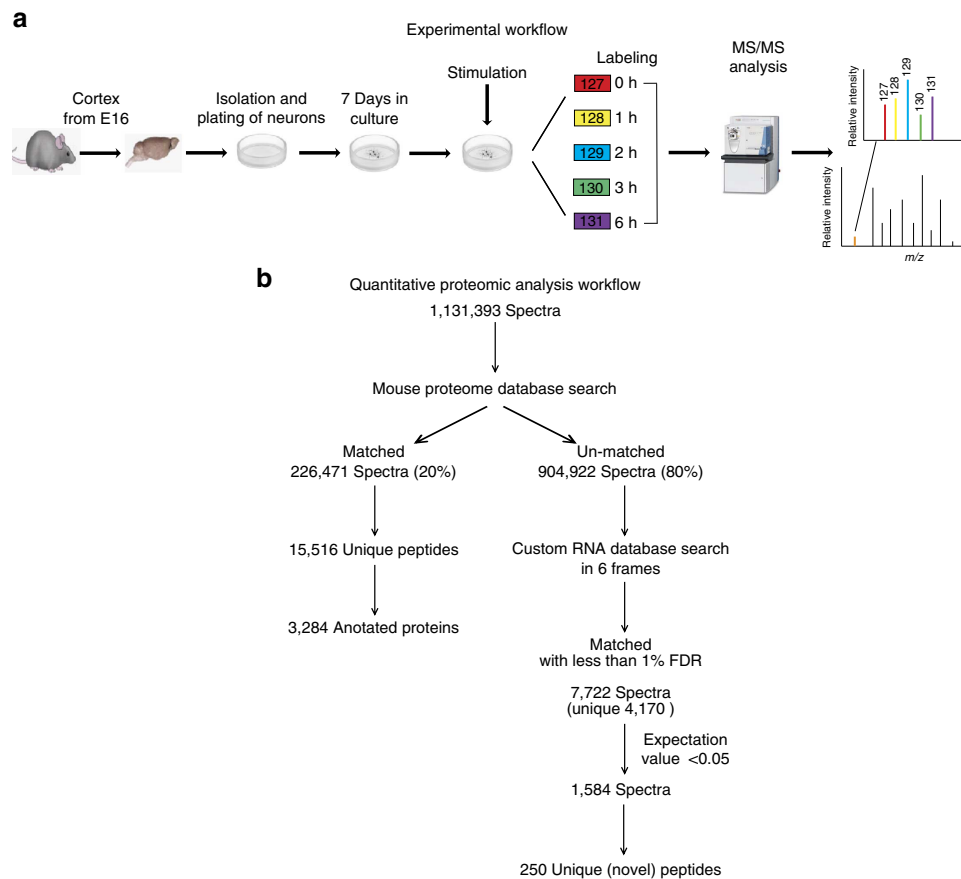 a
Experimental workflow
Cortex
from E16
Isolation and
plating of neurons
7 Days in
culture
Stimulation
Labeling
127 0 h
128 1 h
129 2 h
130 3 h
131 6 h
MS/MS
analysis
Relative intensity
127
128
129
130
131
Relative intensity
m/z
b
Quantitative proteomic analysis workflow
1,131,393 Spectra
Mouse proteome database search
Matched
226,471 Spectra (20%)
15,516 Unique peptides
3,284 Anotated proteins
Un-matched
904,922 Spectra (80%)
Custom RNA database search
in 6 frames
Matched
with less than 1% FDR
7,722 Spectra
(unique 4,170 )
Expectation
value <0.05
1,584 Spectra
250 Unique (novel) peptides